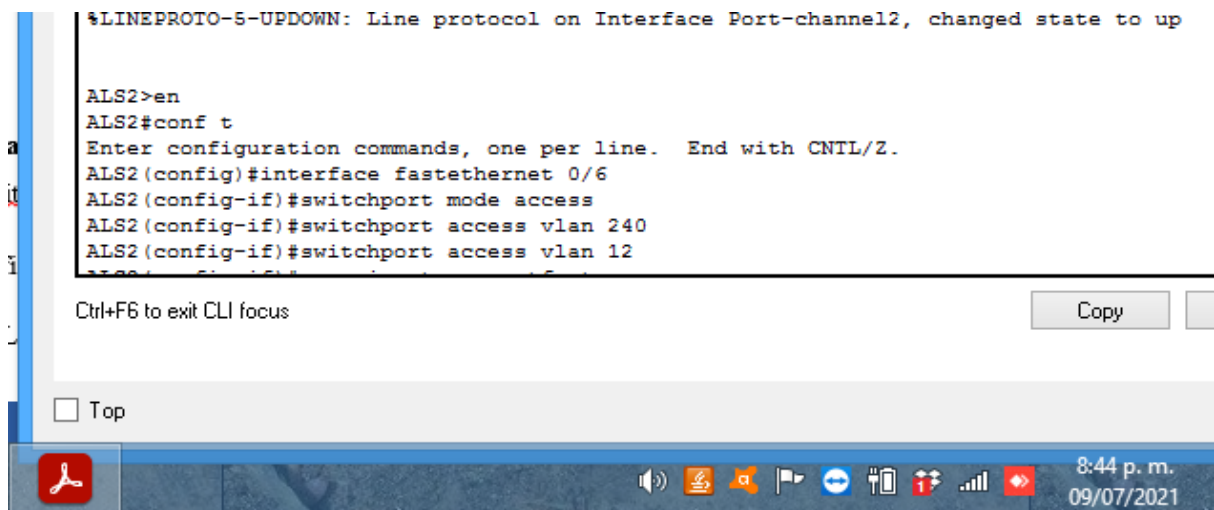 %LINEPROTO-5-UPDOWN: Line protocol on Interface Port-channel2, changed state to up
ALS2>en
ALS2#conf t
Enter configuration commands, one per line. End with CNTL/Z.
ALS2(config)#interface fastethernet 0/6
ALS2(config-if)#switchport mode access
ALS2(config-if)#switchport access vlan 240
ALS2(config-if)#switchport access vlan 12
Ctrl+F6 to exit CLI focus
Copy
Top
8:44 p. m.
09/07/2021